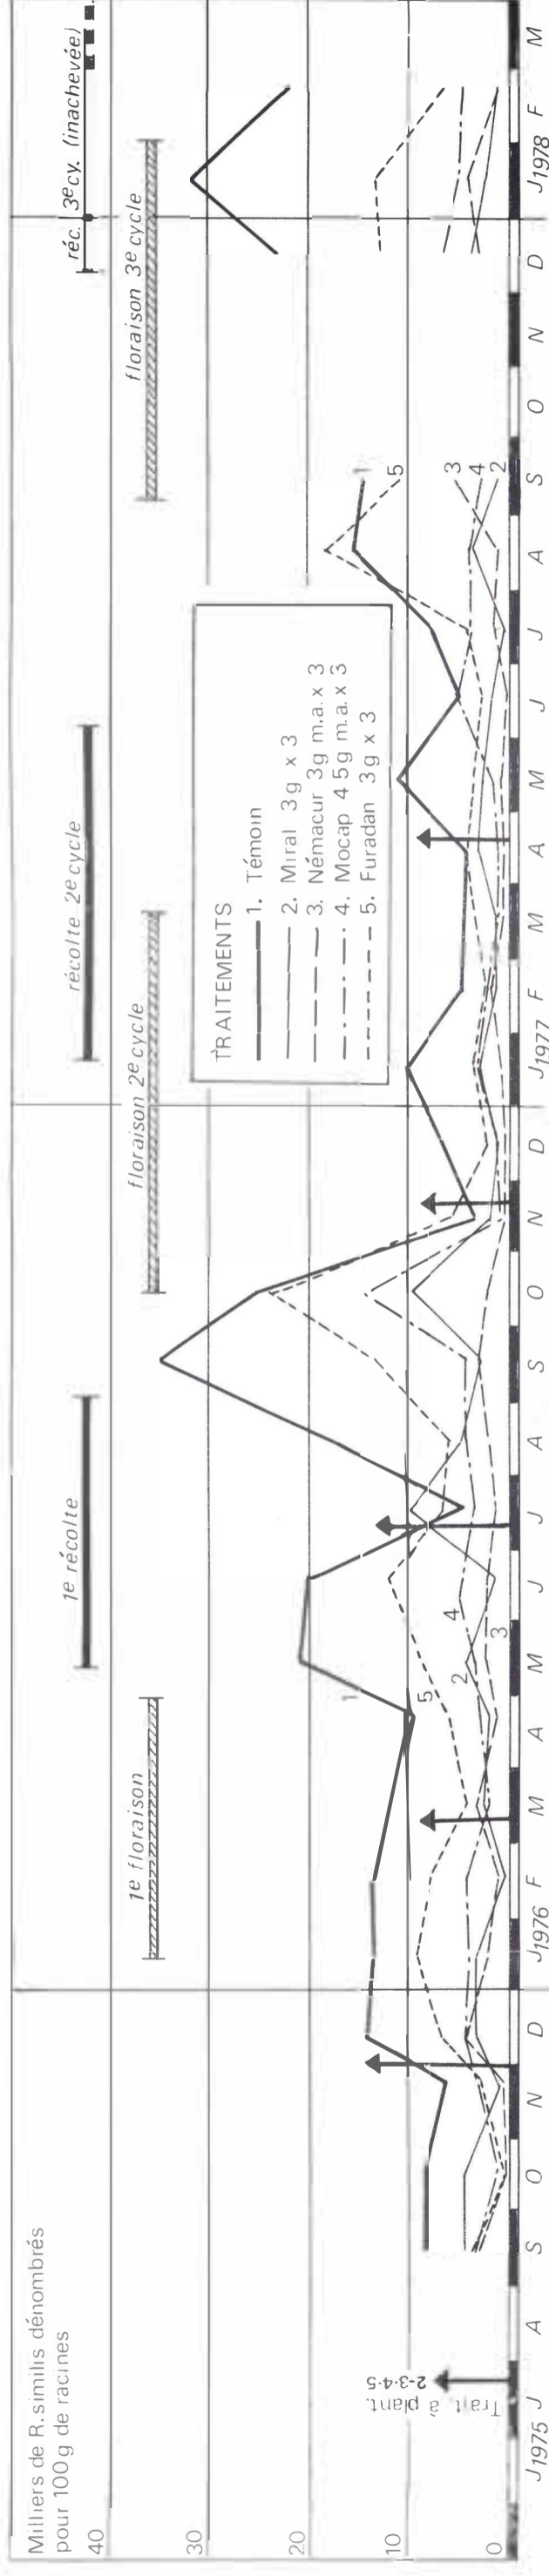 Milliers de R.similis dénombrés
pour 100g de racines
40
30
20
10
0
1e floraison
1e récolte
floraison 2e cycle
récolte 2e cycle
floraison 3e cycle
réc. 3e cy. (inachevée)
TRAITEMENTS
1. Témoin
2. Miral 3g x 3
3. Némacur 3g m.a. x 3
4. Mocap 4 5g m.a. x 3
5. Furadan 3g x 3
Trait. à plant.
2-3-4-5
1
5
2
4
3
1
5
3
4
2
J1975 J A S O N D J1976 F M A M J J A S O N D J1977 F M A M J J A S O N D J1978 F M